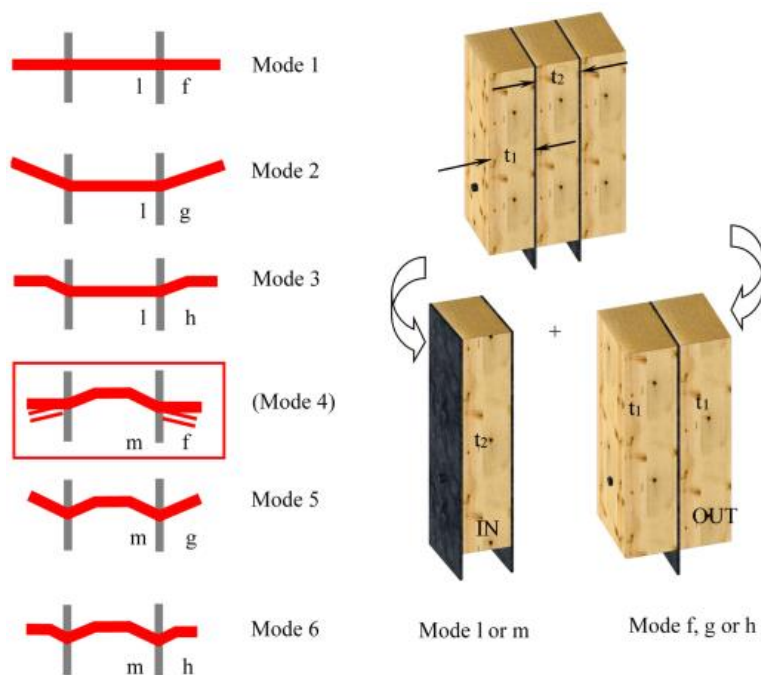 Mode 1
l f
Mode 2
l g
Mode 3
l h
(Mode 4)
m f
Mode 5
m g
Mode 6
m h
t2
t1
+
t2
IN
t1
t1
OUT
Mode l or m
Mode f, g or h